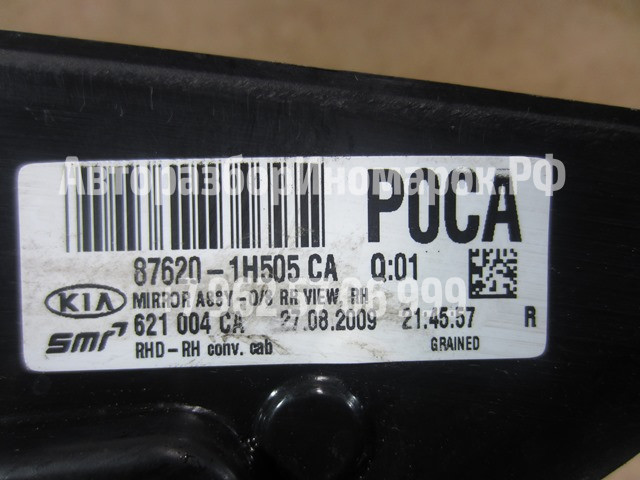 АвторазборИномарок.РФ
P0CA
87620-1H505 CA Q:01
KIA MIRROR ASSY-O/S RR VIEW, RH
smr 621 004 CA 27.08.2009 21:45:57 R
RHD-RH conv. cab GRAINED